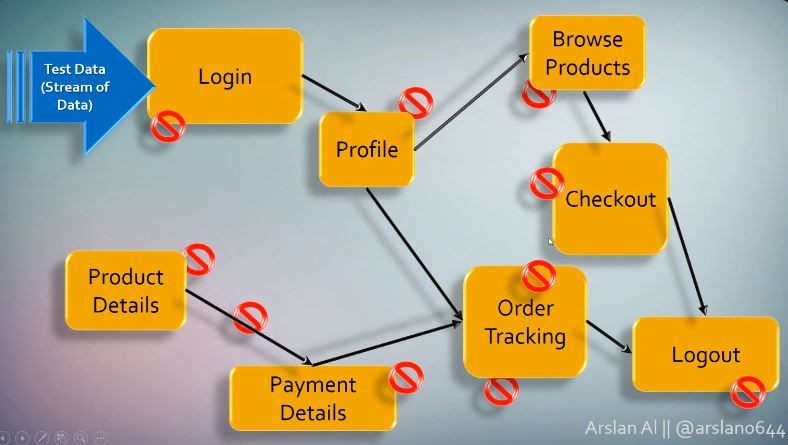 Test Data
(Stream of
Data)
Login
Profile
Browse
Products
Checkout
Product
Details
Payment
Details
Order
Tracking
Logout
Arslan Al || @arslan0644